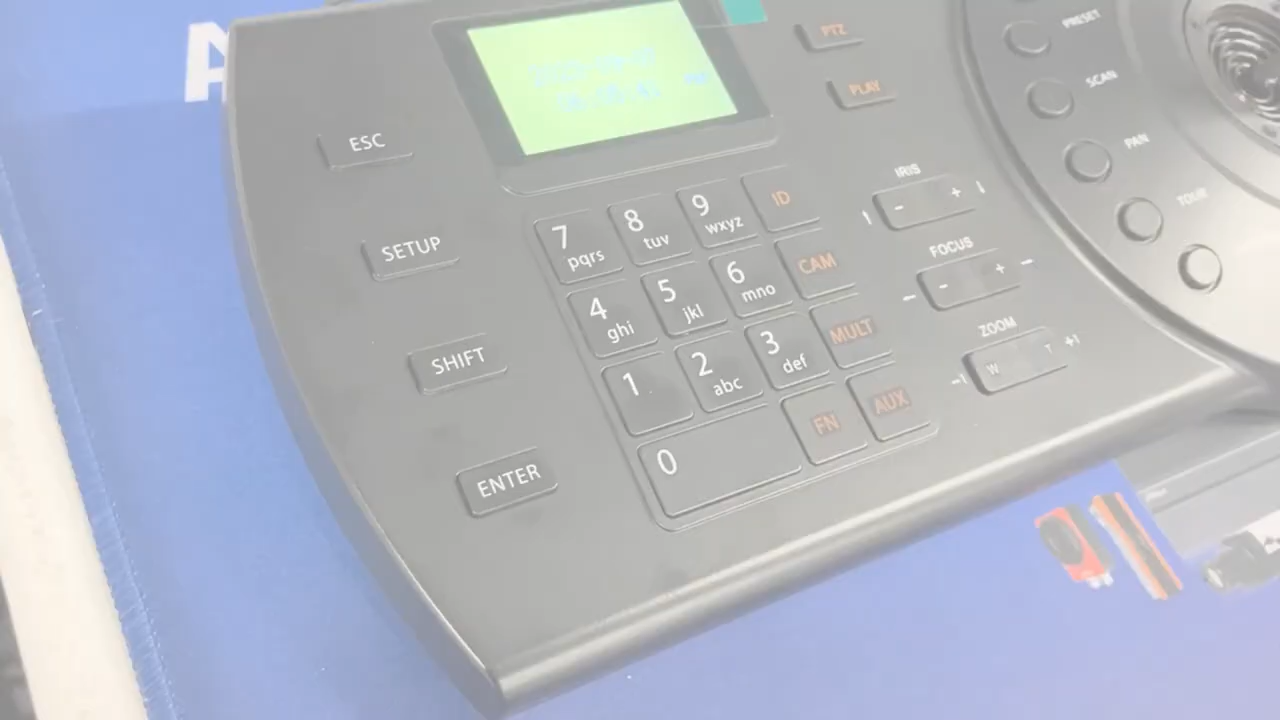 A
ESC
SETUP
SHIFT
ENTER
7 pqrs
8 tuv
9 wxyz
ID
4 ghi
5 jkl
6 mno
CAM
1
2 abc
3 def
MULT
0
FN
AUX
PTZ
PLAY
IRIS
- +
FOCUS
- +
ZOOM
W T
PRESET
SCAN
PAN
TOUR